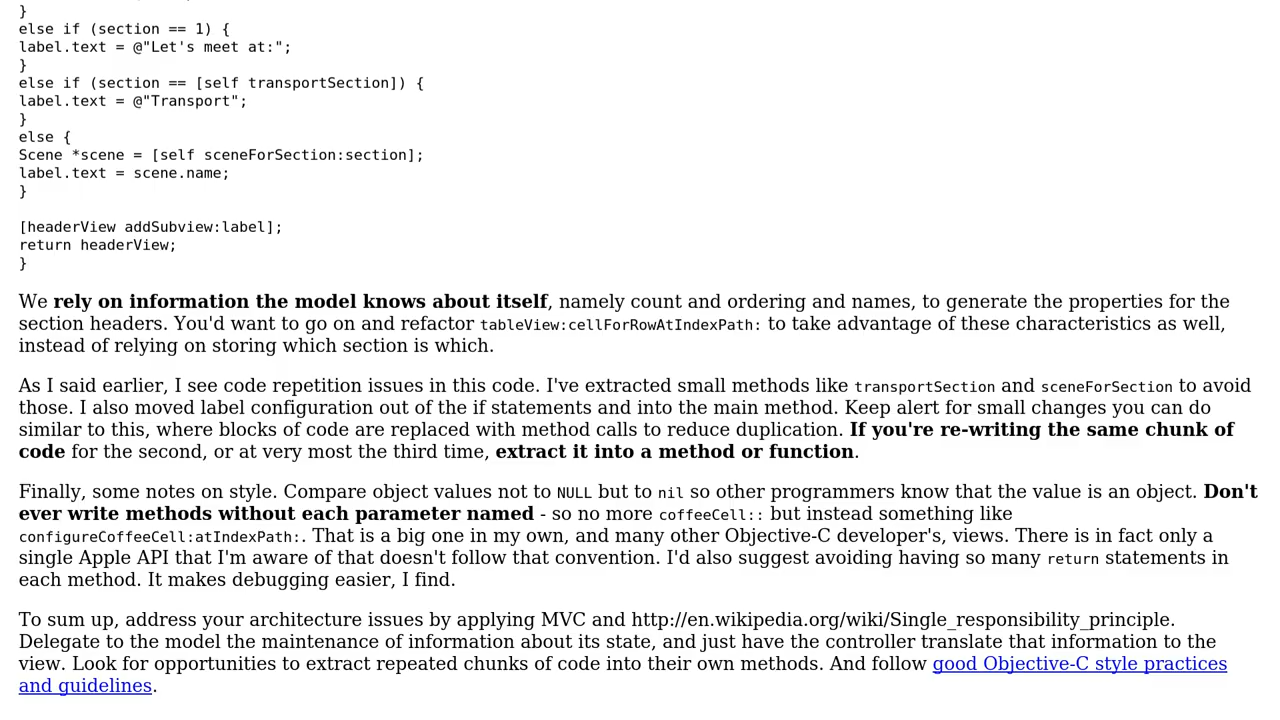 }
else if (section == 1) {
label.text = @"Let's meet at:";
}
else if (section == [self transportSection]) {
label.text = @"Transport";
}
else {
Scene *scene = [self sceneForSection:section];
label.text = scene.name;
}
[headerView addSubview:label];
return headerView;
}
We rely on information the model knows about itself, namely count and ordering and names, to generate the properties for the
section headers. You'd want to go on and refactor tableView:cellForRowAtIndexPath: to take advantage of these characteristics as well,
instead of relying on storing which section is which.
As I said earlier, I see code repetition issues in this code. I've extracted small methods like transportSection and sceneForSection to avoid
those. I also moved label configuration out of the if statements and into the main method. Keep alert for small changes you can do
similar to this, where blocks of code are replaced with method calls to reduce duplication. If you're re-writing the same chunk of
code for the second, or at very most the third time, extract it into a method or function.
Finally, some notes on style. Compare object values not to NULL but to nil so other programmers know that the value is an object. Don't
ever write methods without each parameter named - so no more coffeeCell:: but instead something like
configureCoffeeCell:atIndexPath:. That is a big one in my own, and many other Objective-C developer's, views. There is in fact only a
single Apple API that I'm aware of that doesn't follow that convention. I'd also suggest avoiding having so many return statements in
each method. It makes debugging easier, I find.
To sum up, address your architecture issues by applying MVC and http://en.wikipedia.org/wiki/Single_responsibility_principle.
Delegate to the model the maintenance of information about its state, and just have the controller translate that information to the
view. Look for opportunities to extract repeated chunks of code into their own methods. And follow good Objective-C style practices
and guidelines.